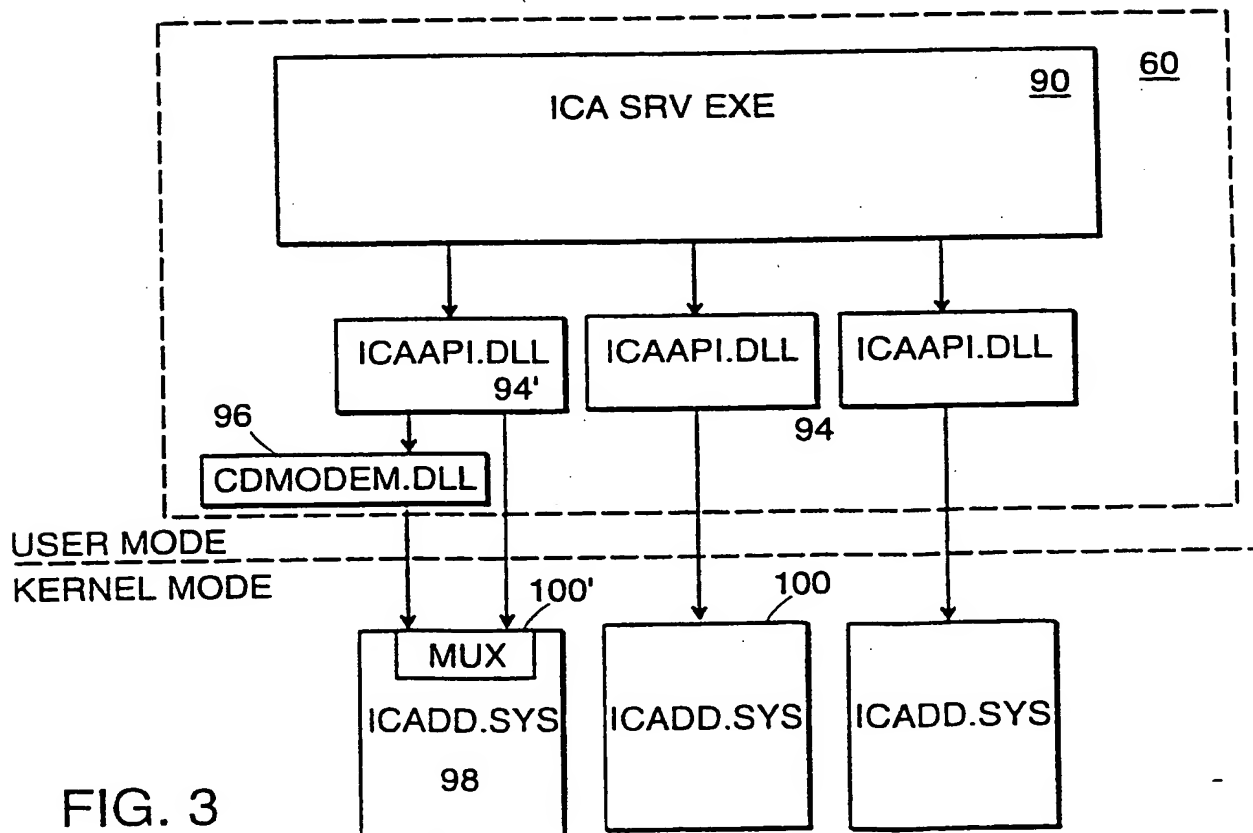 60
90
ICA SRV EXE
ICAAPI.DLL
94'
ICAAPI.DLL
94
ICAAPI.DLL
96
CDMODEM.DLL
USER MODE
KERNEL MODE
100'
100
MUX
ICADD.SYS
98
ICADD.SYS
ICADD.SYS
FIG. 3